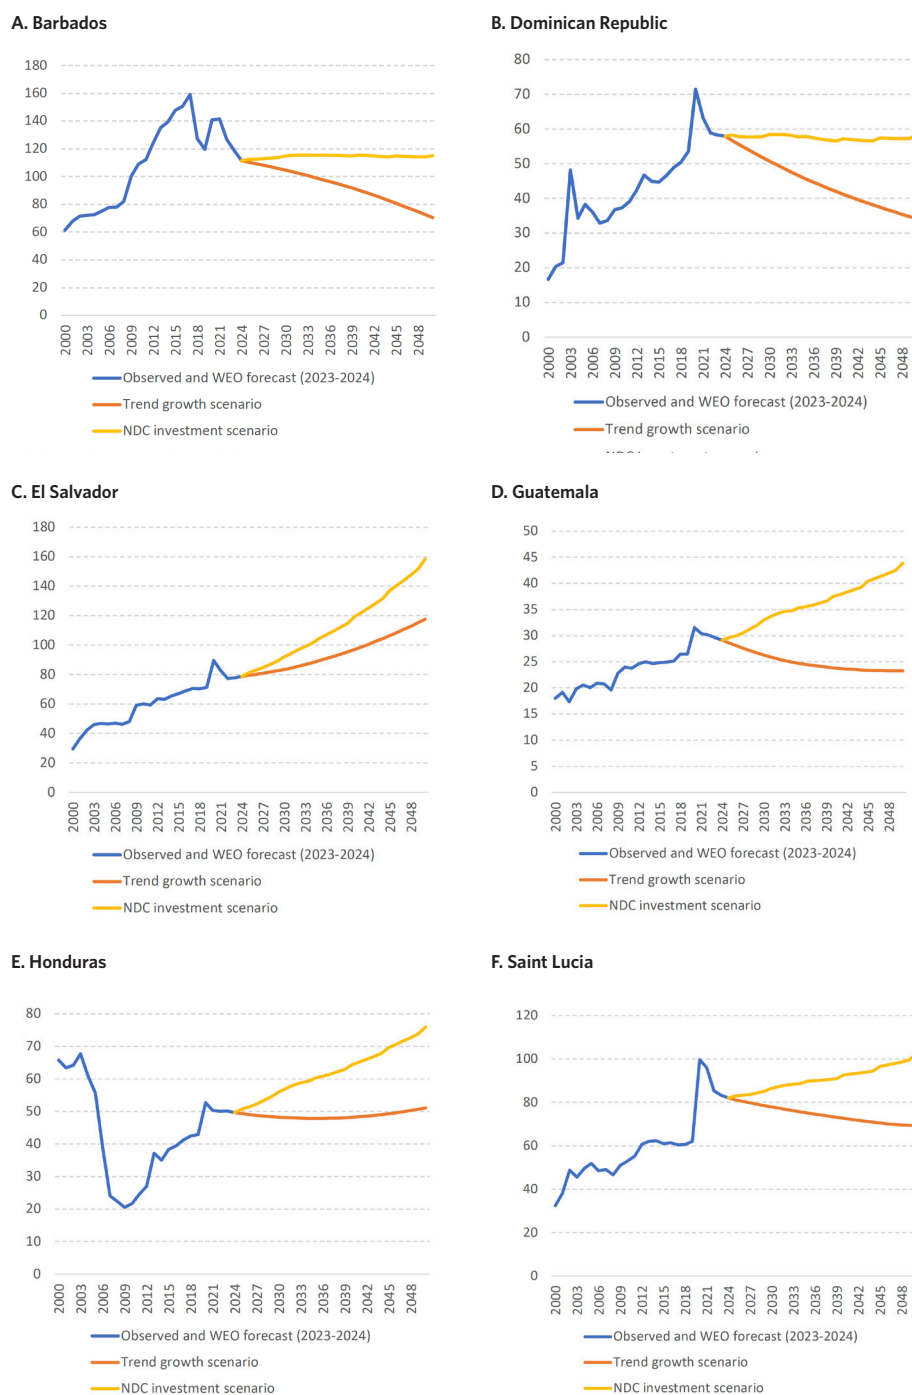 A. Barbados
180
160
140
120
100
80
60
40
20
0
2000 2003 2006 2009 2012 2015 2018 2021 2024 2027 2030 2033 2036 2039 2042 2045 2048
Observed and WEO forecast (2023-2024)
Trend growth scenario
NDC investment scenario
B. Dominican Republic
80
70
60
50
40
30
20
10
0
2000 2003 2006 2009 2012 2015 2018 2021 2024 2027 2030 2033 2036 2039 2042 2045 2048
Observed and WEO forecast (2023-2024)
Trend growth scenario
C. El Salvador
180
160
140
120
100
80
60
40
20
0
2000 2003 2006 2009 2012 2015 2018 2021 2024 2027 2030 2033 2036 2039 2042 2045 2048
Observed and WEO forecast (2023-2024)
Trend growth scenario
NDC investment scenario
D. Guatemala
50
45
40
35
30
25
20
15
10
5
0
2000 2003 2006 2009 2012 2015 2018 2021 2024 2027 2030 2033 2036 2039 2042 2045 2048
Observed and WEO forecast (2023-2024)
Trend growth scenario
NDC investment scenario
E. Honduras
80
70
60
50
40
30
20
10
0
2000 2003 2006 2009 2012 2015 2018 2021 2024 2027 2030 2033 2036 2039 2042 2045 2048
Observed and WEO forecast (2023-2024)
Trend growth scenario
NDC investment scenario
F. Saint Lucia
120
100
80
60
40
20
0
2000 2003 2006 2009 2012 2015 2018 2021 2024 2027 2030 2033 2036 2039 2042 2045 2048
Observed and WEO forecast (2023-2024)
Trend growth scenario
NDC investment scenario